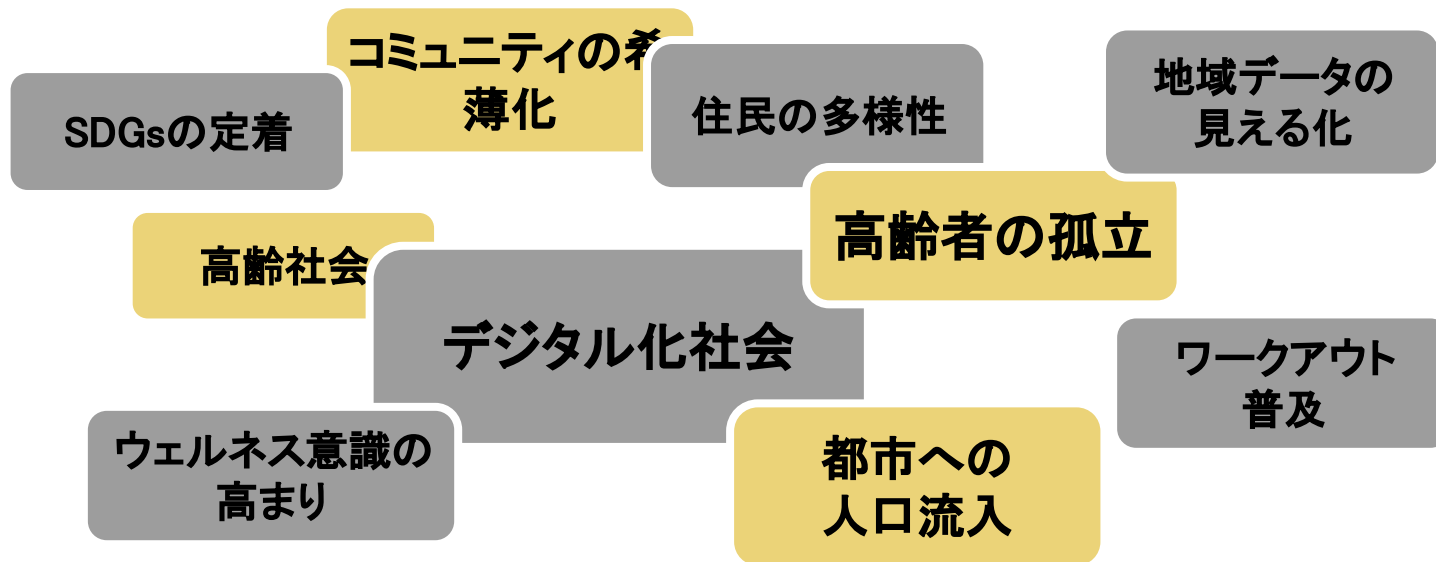 コミュニティの希
薄化
SDGsの定着
住民の多様性
地域データの
見える化
高齢社会
高齢者の孤立
デジタル化社会
ワークアウト
普及
ウェルネス意識の
高まり
都市への
人口流入